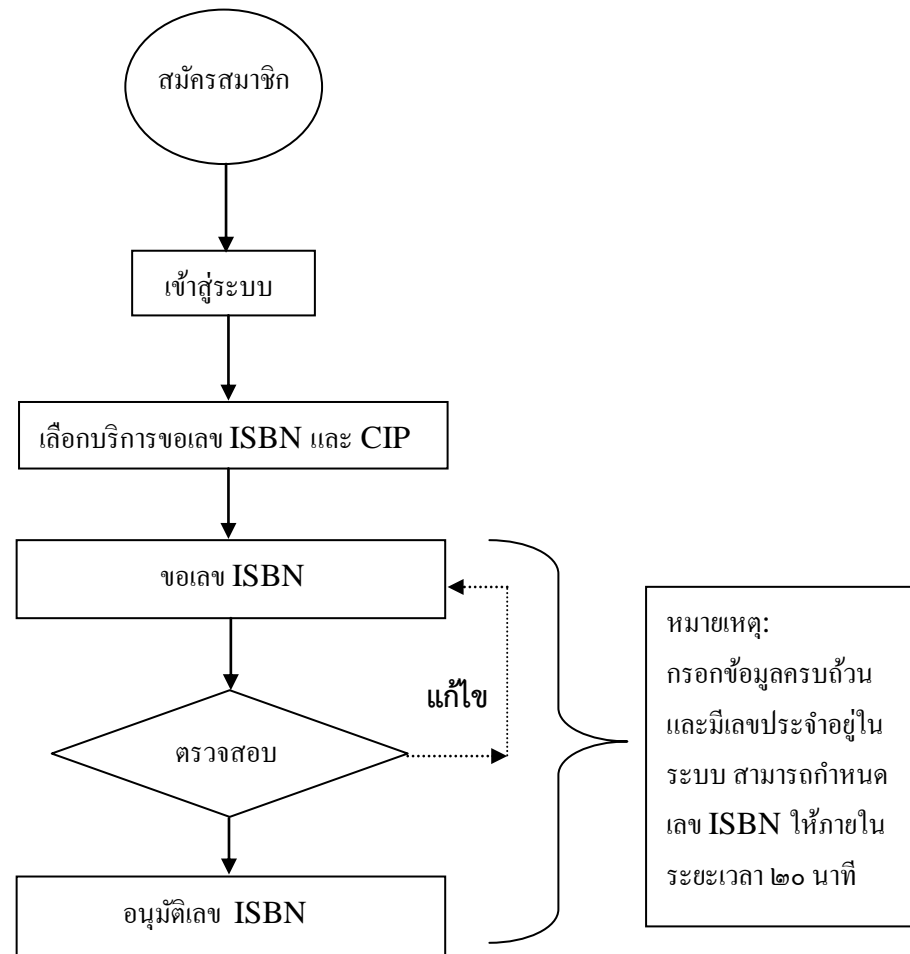 สมัครสมาชิก
เข้าสู่ระบบ
เลือกบริการขอเลข ISBN และ CIP
ขอเลข ISBN
แก้ไข
ตรวจสอบ
อนุมัติเลข ISBN
หมายเหตุ:
กรอกข้อมูลครบถ้วน
และมีเลขประจำอยู่ใน
ระบบ สามารถกำหนด
เลข ISBN ให้ภายใน
ระยะเวลา ๒๐ นาที